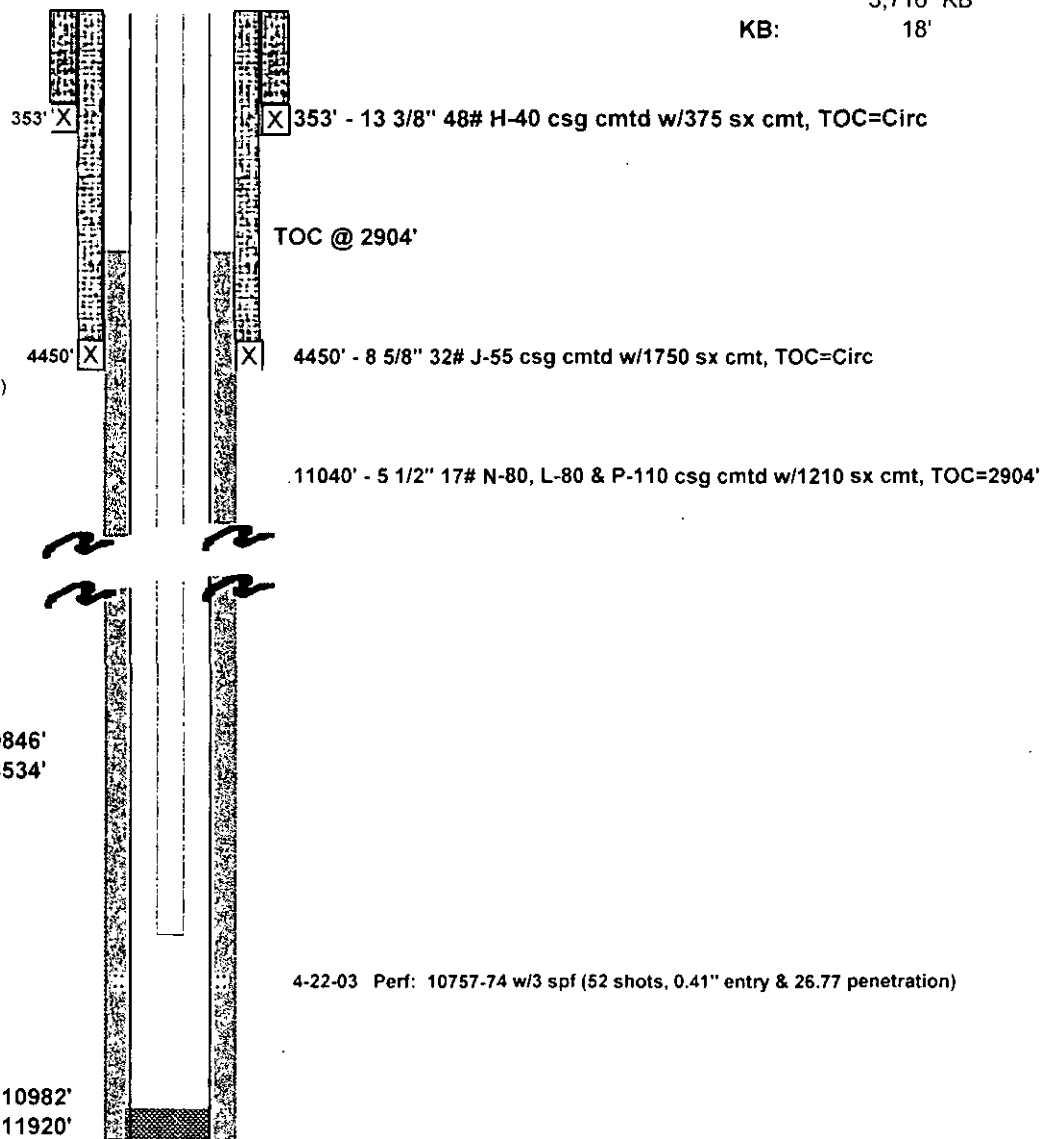 KB: 18'
353' X X 353' - 13 3/8" 48# H-40 csg cmtd w/375 sx cmt, TOC=Circ
TOC @ 2904'
4450' X X 4450' - 8 5/8" 32# J-55 csg cmtd w/1750 sx cmt, TOC=Circ
)
11040' - 5 1/2" 17# N-80, L-80 & P-110 csg cmtd w/1210 sx cmt, TOC=2904'
846'
534'
4-22-03 Perf: 10757-74 w/3 spf (52 shots, 0.41" entry & 26.77 penetration)
10982'
11920'